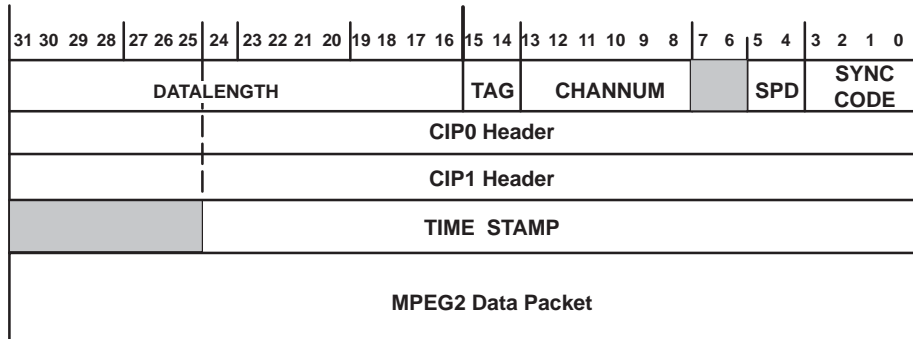 31 30 29 28 27 26 25 24 23 22 21 20 19 18 17 16 15 14 13 12 11 10 9 8 7 6 5 4 3 2 1 0
DATALENGTH TAG CHANNUM SPD SYNC CODE
CIP0 Header
CIP1 Header
TIME STAMP
MPEG2 Data Packet